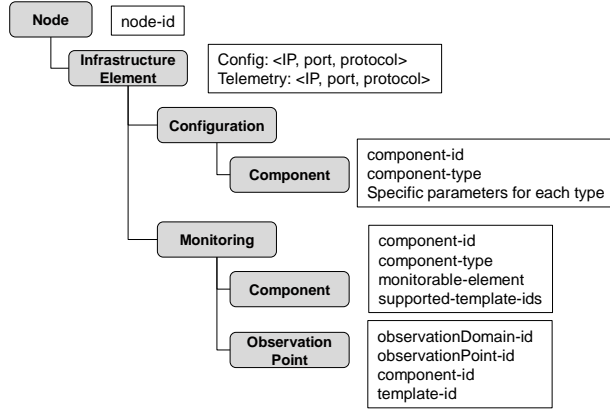 Node
node-id
Infrastructure
Element
Config: <IP, port, protocol>
Telemetry: <IP, port, protocol>
Configuration
Component
component-id
component-type
Specific parameters for each type
Monitoring
Component
component-id
component-type
monitorable-element
supported-template-ids
Observation
Point
observationDomain-id
observationPoint-id
component-id
template-id